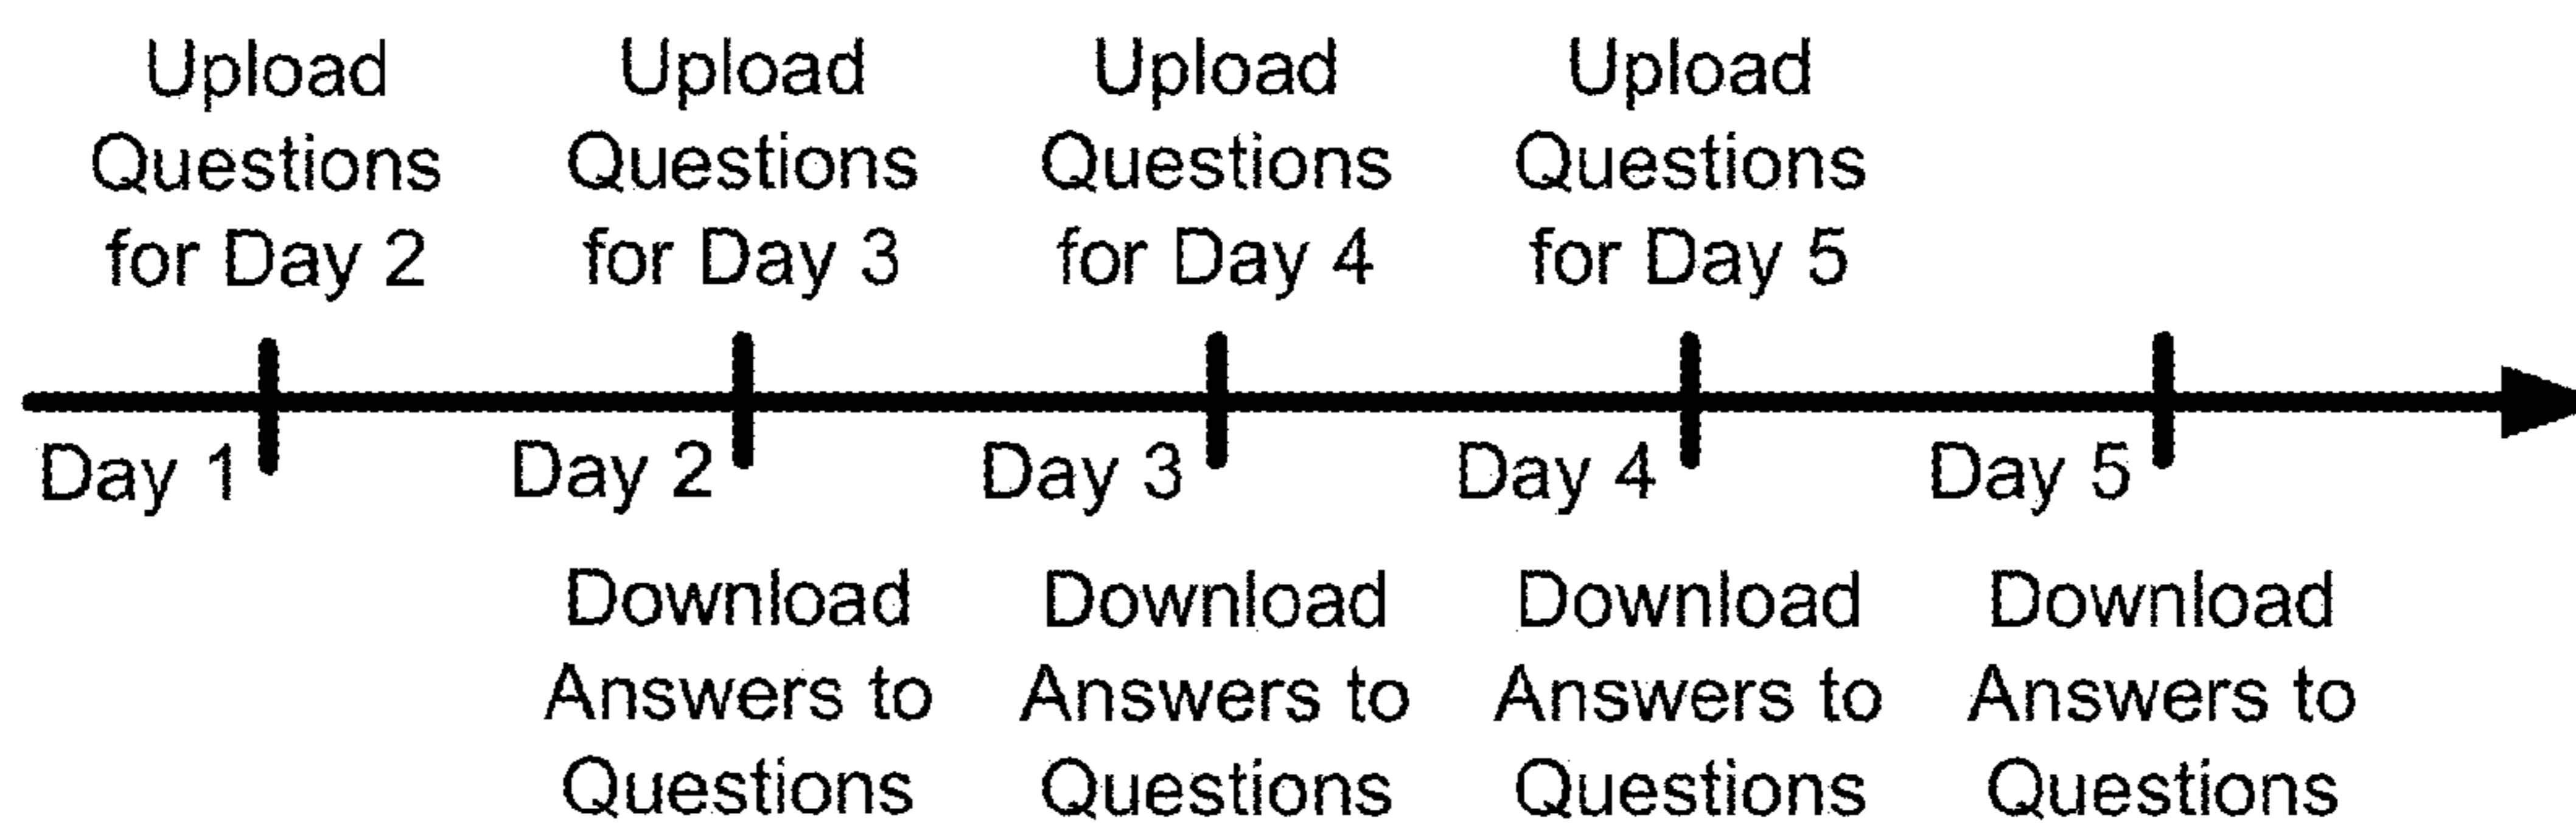 Upload
Questions
for Day 2
Upload
Questions
for Day 3
Upload
Questions
for Day 4
Upload
Questions
for Day 5
Day 1
Day 2
Day 3
Day 4
Day 5
Download
Answers to
Questions
Download
Answers to
Questions
Download
Answers to
Questions
Download
Answers to
Questions